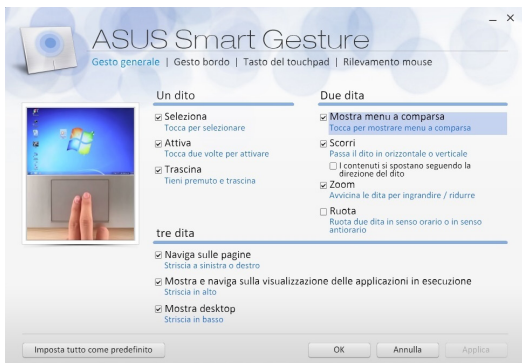 ASUS Smart Gesture
Gesto generale | Gesto bordo | Tasto del touchpad | Rilevamento mouse
Un dito
Seleziona
Tocca per selezionare
Attiva
Tocca due volte per attivare
Trascina
Tieni premuto e trascina
Due dita
Mostra menu a comparsa
Tocca per mostrare menu a comparsa
Scorri
Passa il dito in orizzontale o verticale
I contenuti si spostano seguendo la
direzione del dito
Zoom
Avvicina le dita per ingrandire / ridurre
Ruota
Ruota due dita in senso orario o in senso
antiorario
tre dita
Naviga sulle pagine
Striscia a sinistra o destro
Mostra e naviga sulla visualizzazione delle applicazioni in esecuzione
Striscia in alto
Mostra desktop
Striscia in basso
Imposta tutto come predefinito
OK
Annulla
Applica